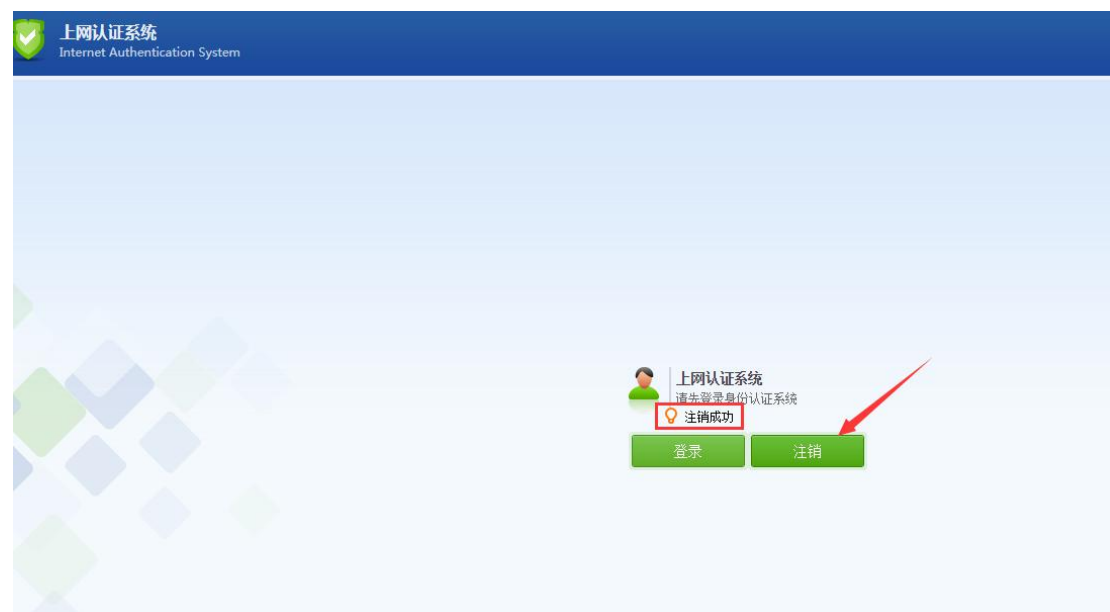 上网认证系统
Internet Authentication System
上网认证系统
请先登录身份认证系统
注销成功
登录
注销